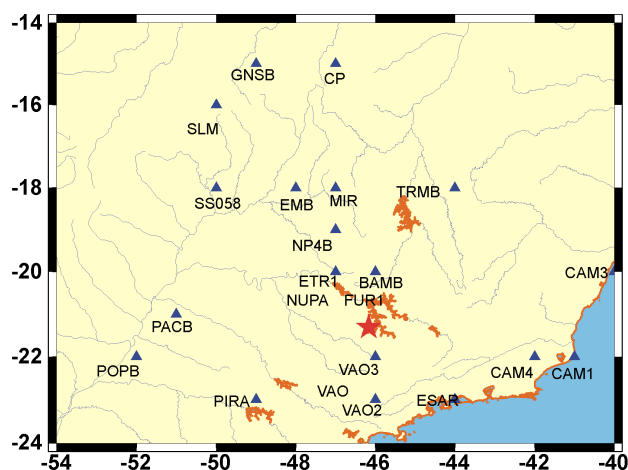 -14
GNSB CP
-16
SLM
-18
TRMB
SS058 EMB MIR
NP4B
-20
CAM3
ETR1 BAMB
NUPA FUR1
PACB
-22
POPB VAO3 CAM4 CAM1
VAO
PIRA VAO2 ESAR
-24
-54 -52 -50 -48 -46 -44 -42 -40